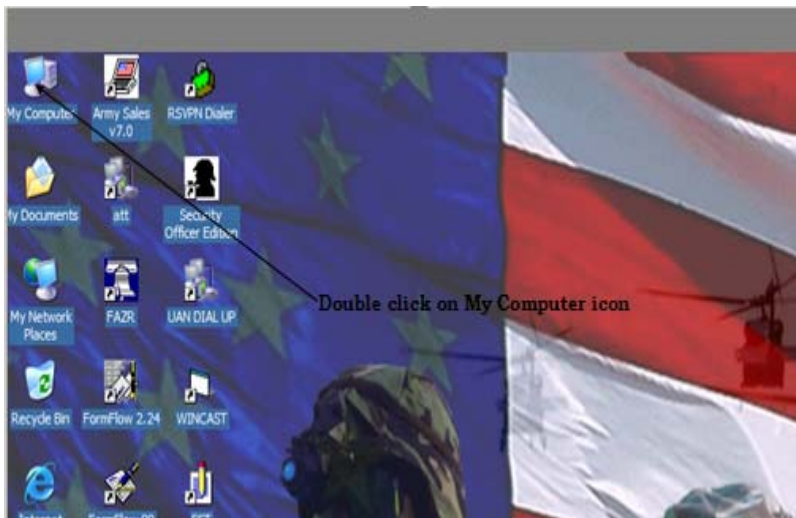 My Computer
Army Sales
v7.0
RSVPN Dialer
My Documents
att
Security
Officer Edition
Double click on My Computer icon
My Network
Places
FAZR
UAN DIAL UP
Recycle Bin
FormFlow 2.24
WINCAST
Internet